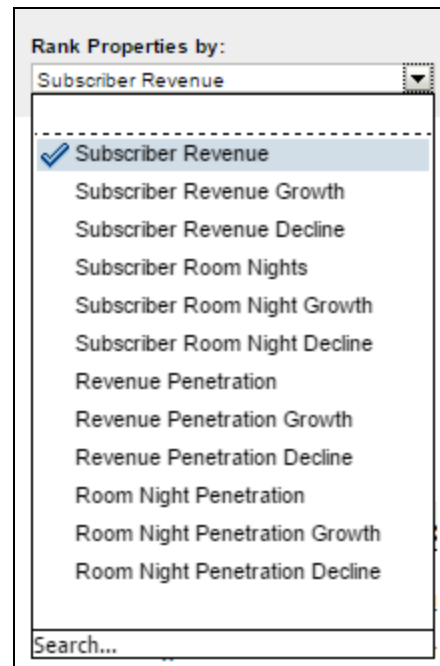 Rank Properties by:
Subscriber Revenue
Subscriber Revenue
Subscriber Revenue Growth
Subscriber Revenue Decline
Subscriber Room Nights
Subscriber Room Night Growth
Subscriber Room Night Decline
Revenue Penetration
Revenue Penetration Growth
Revenue Penetration Decline
Room Night Penetration
Room Night Penetration Growth
Room Night Penetration Decline
Search...